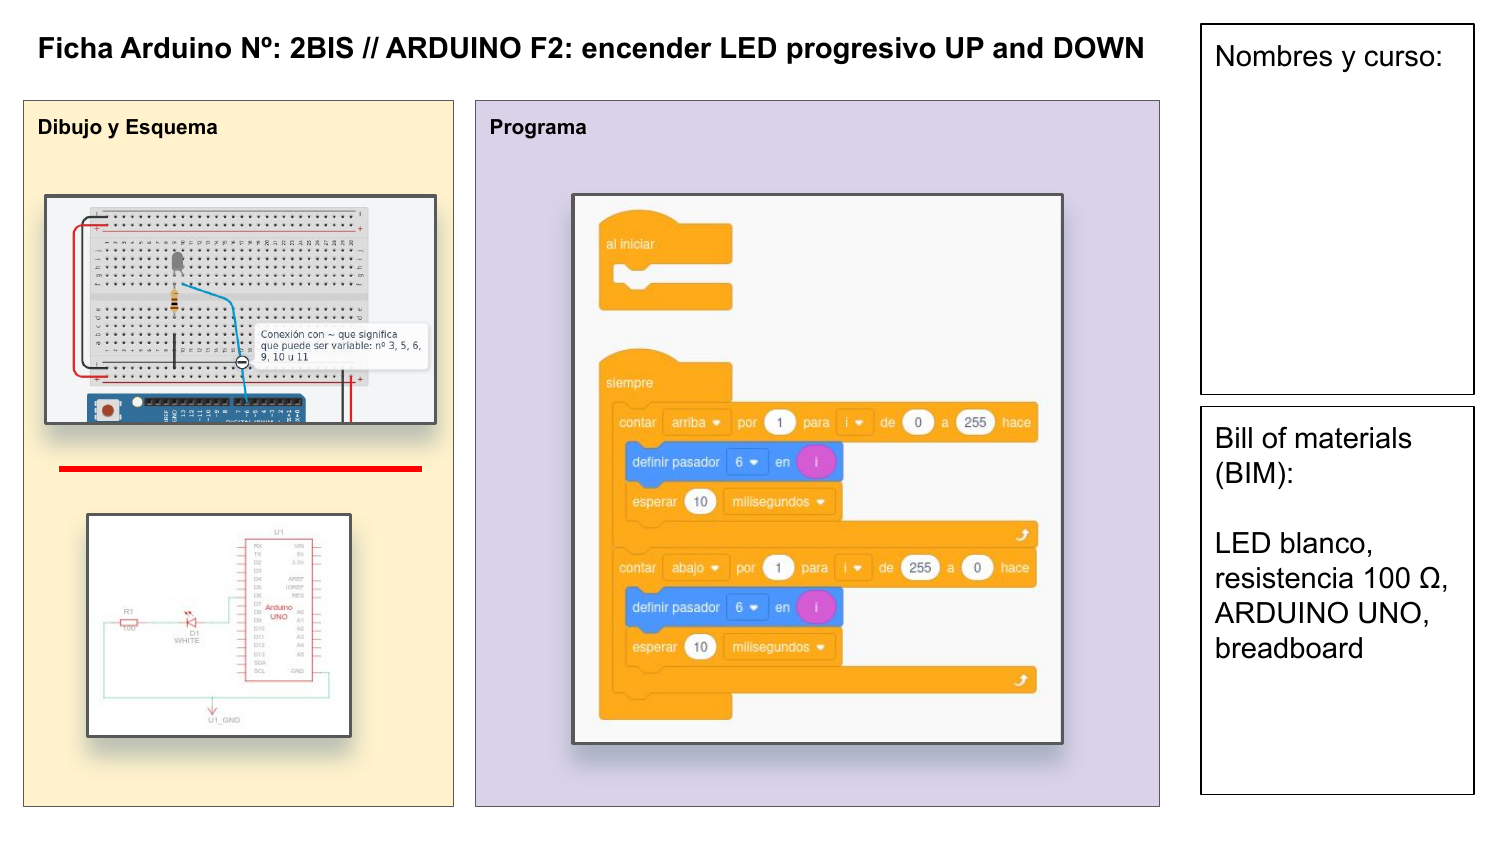 Ficha Arduino Nº: 2BIS // ARDUINO F2: encender LED progresivo UP and DOWN
Dibujo y Esquema
Conexión con ~ que significa
que puede ser variable: nº 3, 5, 6,
9, 10 u 11
U1
RX VIN
TX 5V
D2 3.3V
D3
D4 AREF
D5 IOREF
D6 RES
D7
D8 A0
D9 A1
D10 A2
D11 A3
D12 A4
D13 A5
SDA
SCL GND
Arduino
UNO
R1
100
D1
WHITE
U1_GND
Programa
al iniciar
siempre
contar arriba por 1 para i de 0 a 255 hace
definir pasador 6 en i
esperar 10 milisegundos
contar abajo por 1 para i de 255 a 0 hace
definir pasador 6 en i
esperar 10 milisegundos
Nombres y curso:
Bill of materials
(BIM):
LED blanco,
resistencia 100 Ω,
ARDUINO UNO,
breadboard